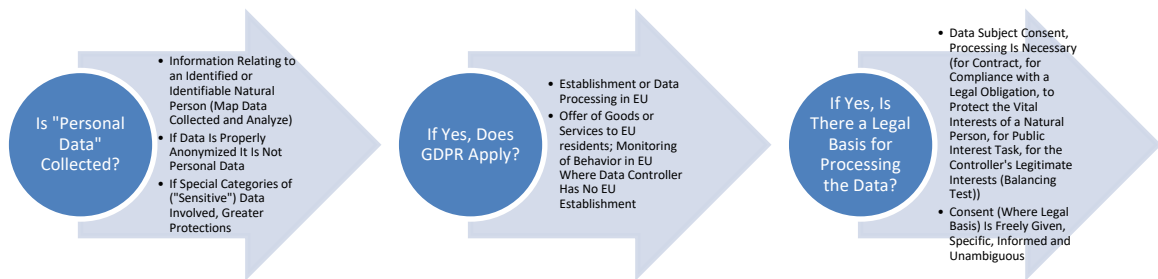 Is "Personal
Data"
Collected?
• Information Relating to
an Identified or
Identifiable Natural
Person (Map Data
Collected and Analyze)
• If Data Is Properly
Anonymized It Is Not
Personal Data
• If Special Categories of
("Sensitive") Data
Involved, Greater
Protections
If Yes, Does
GDPR Apply?
• Establishment or Data
Processing in EU
• Offer of Goods or
Services to EU
residents; Monitoring
of Behavior in EU
Where Data Controller
Has No EU
Establishment
If Yes, Is
There a Legal
Basis for
Processing
the Data?
• Data Subject Consent,
Processing Is Necessary
(for Contract, for
Compliance with a
Legal Obligation, to
Protect the Vital
Interests of a Natural
Person, for Public
Interest Task, for the
Controller's Legitimate
Interests (Balancing
Test))
• Consent (Where Legal
Basis) Is Freely Given,
Specific, Informed and
Unambiguous